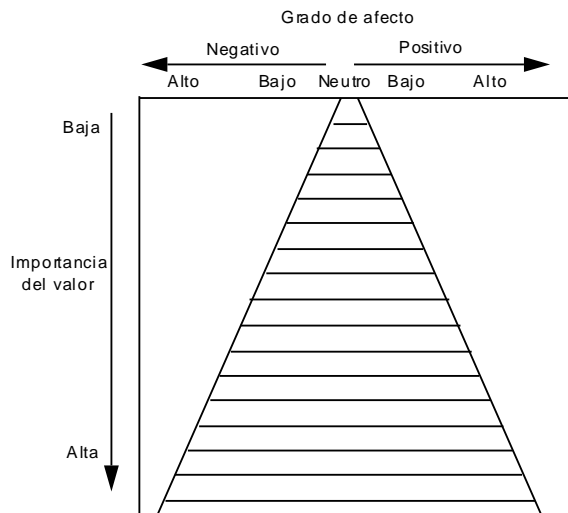 Grado de afecto
Negativo Positivo
Alto Bajo Neutro Bajo Alto
Baja
Importancia
del valor
Alta